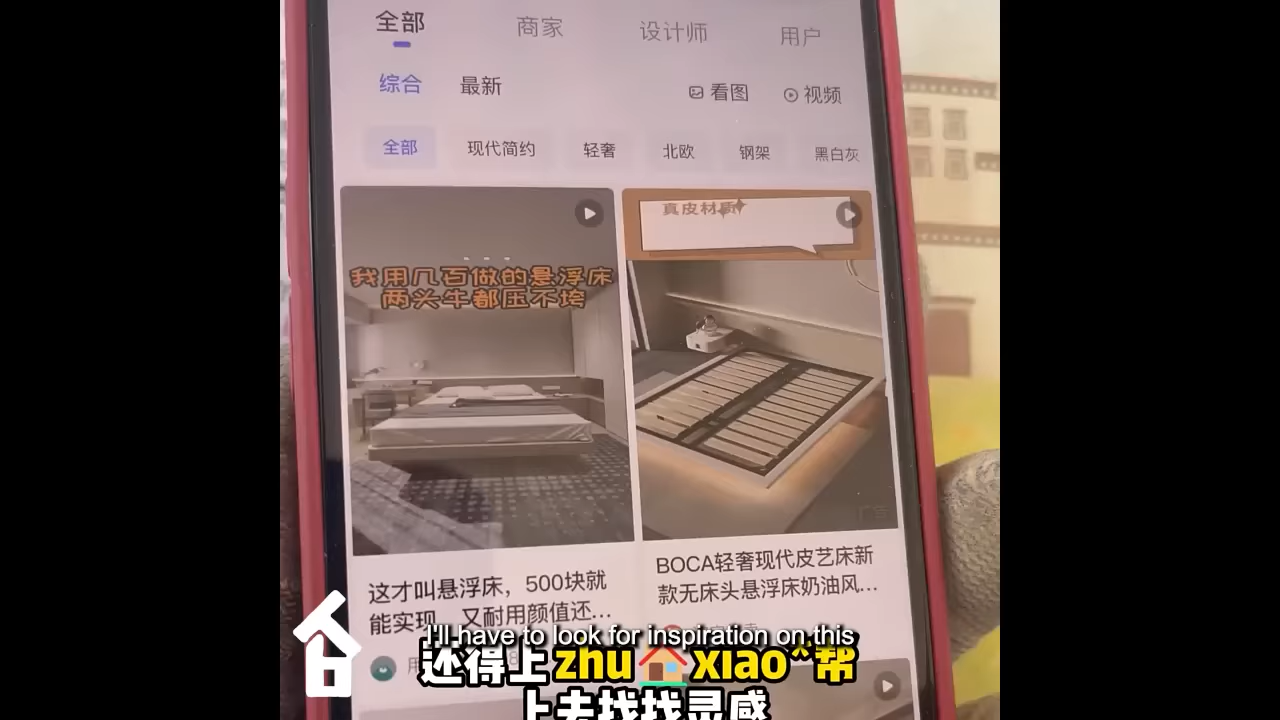 全部 商家 设计师 用户
综合 最新 看图 视频
全部 现代简约 轻奢 北欧 钢架 黑白灰
我用几百做的悬浮床
两头牛都压不垮
真皮材质
广告
这才叫悬浮床，500块就
能实现，又耐用颜值还...
BOCA轻奢现代皮艺床新
款无床头悬浮床奶油风...
I'll have to look for inspiration on this
还得上zhu🏠xiao*帮
上去找找灵感